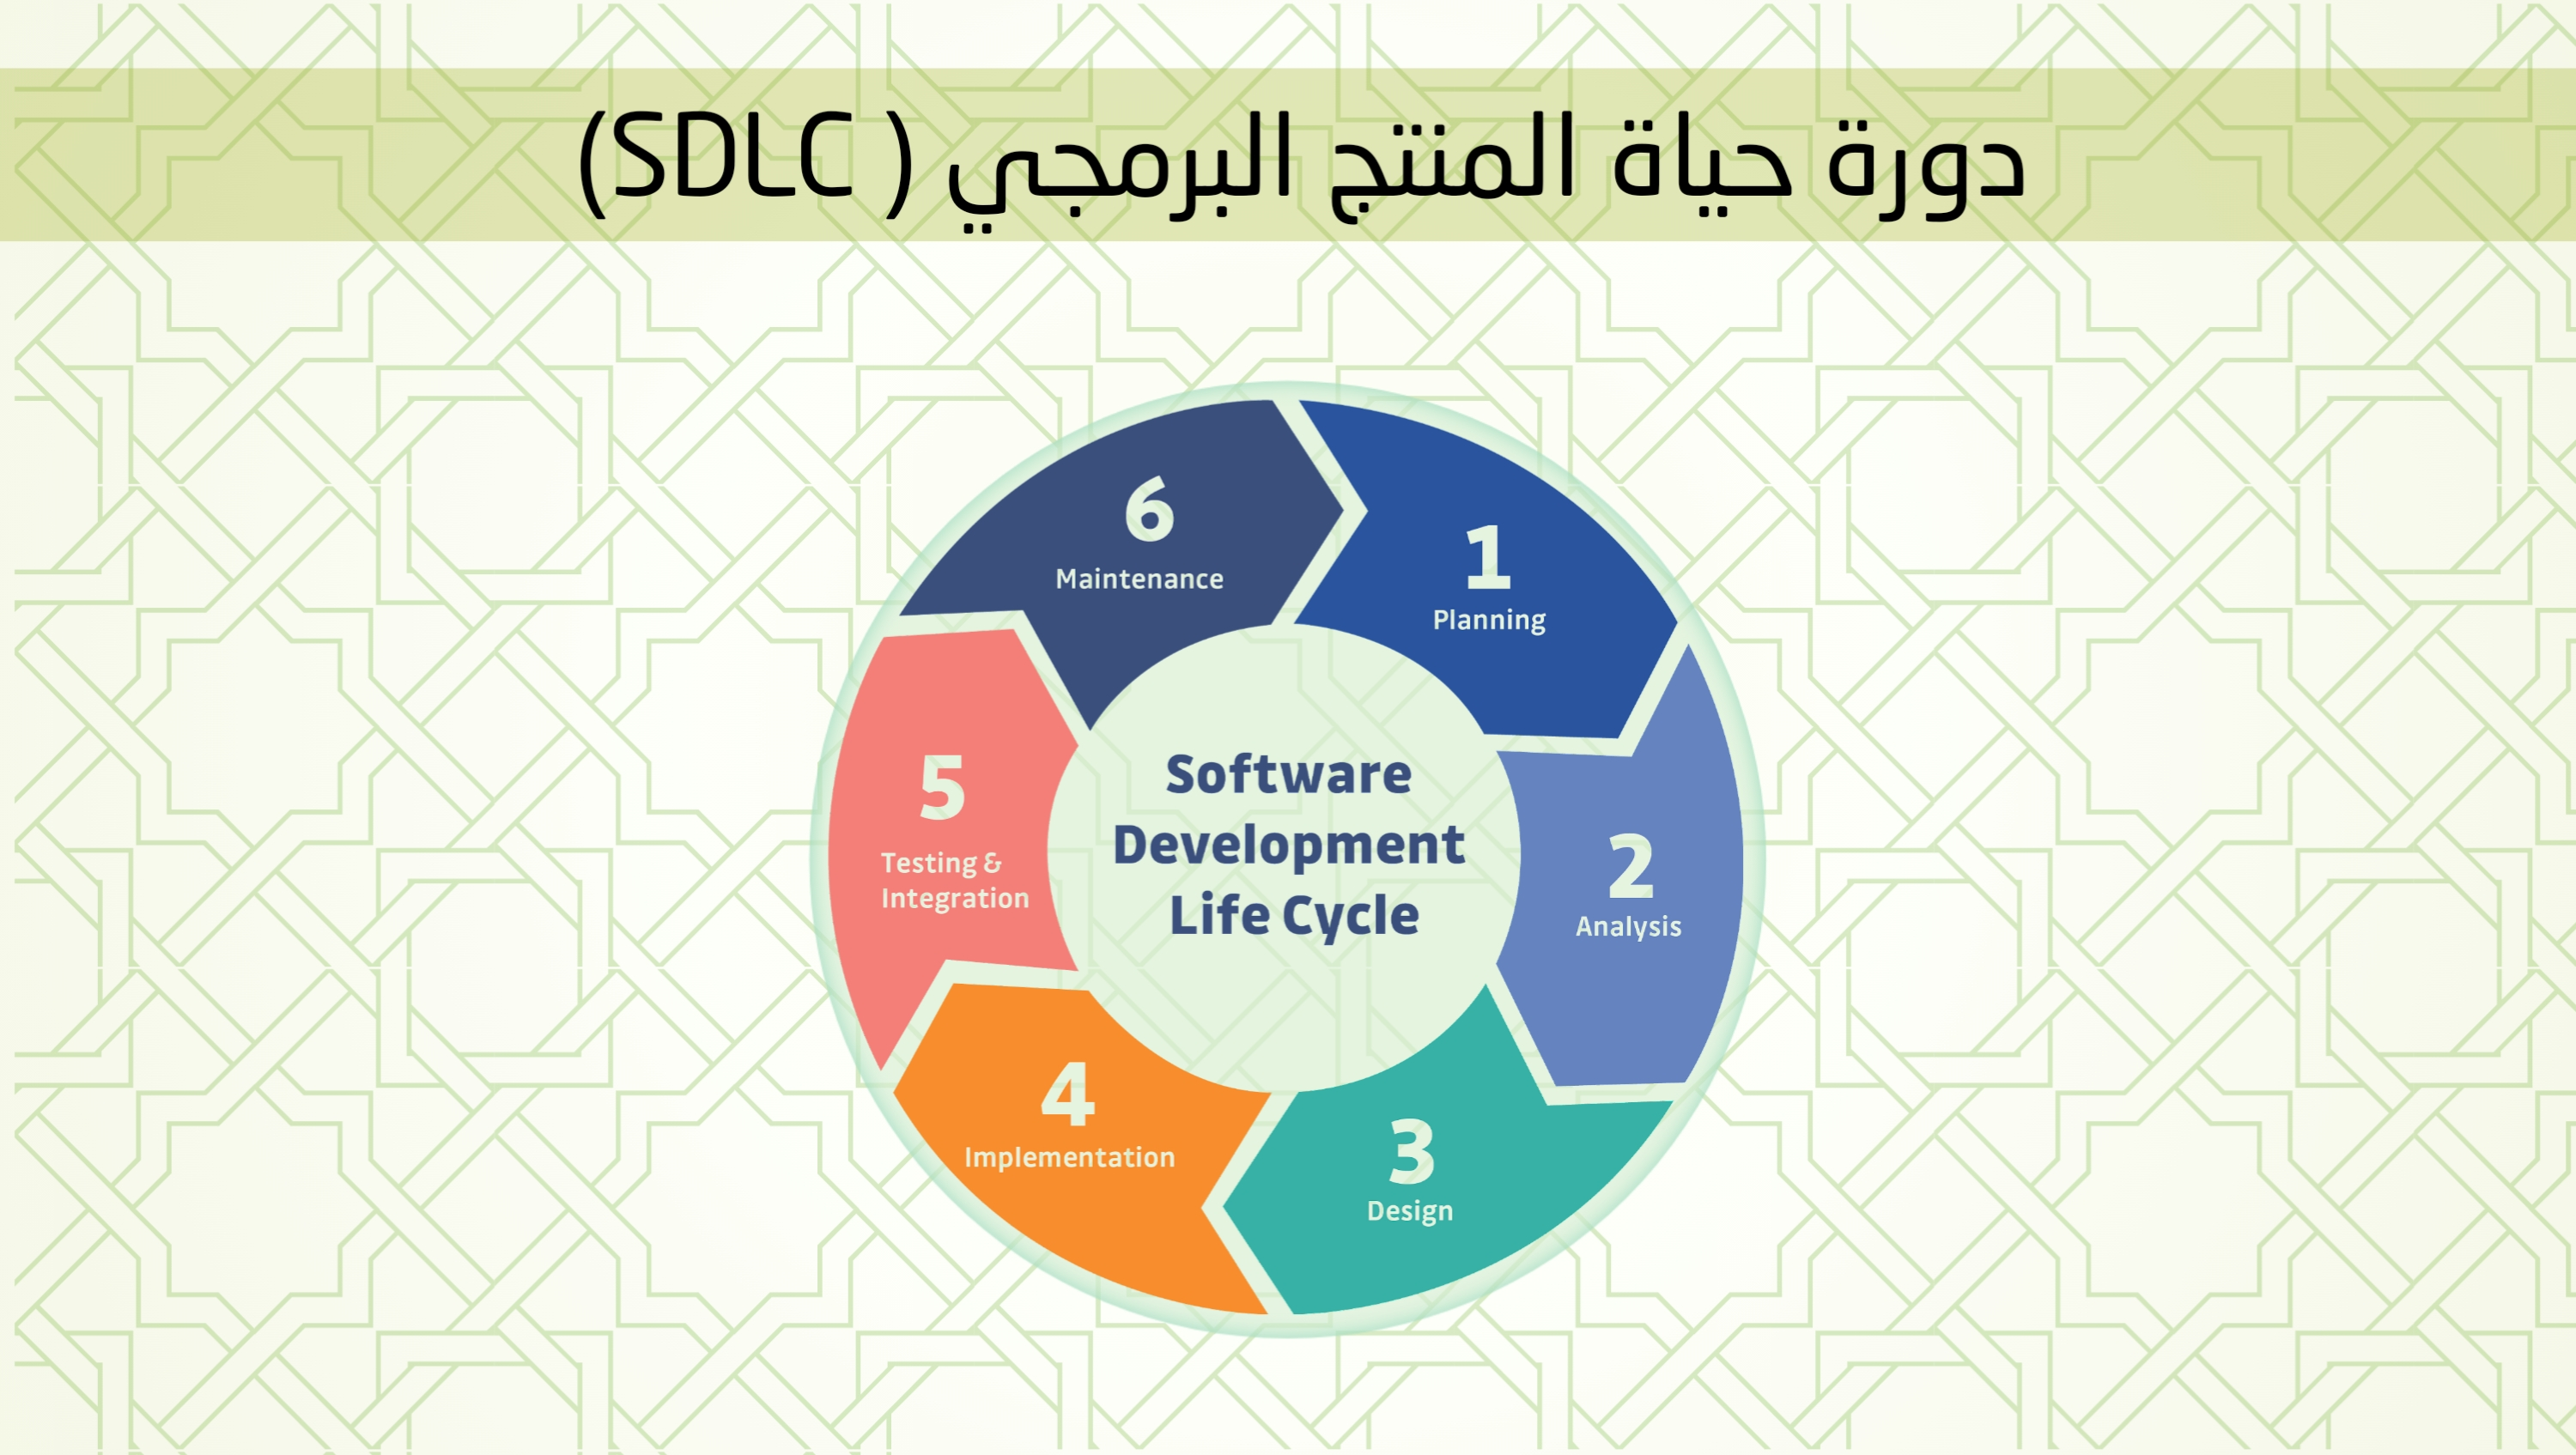 دورة حياة المنتج البرمجي ( SDLC)
1
Planning
2
Analysis
3
Design
4
Implementation
5
Testing &
Integration
6
Maintenance
Software
Development
Life Cycle